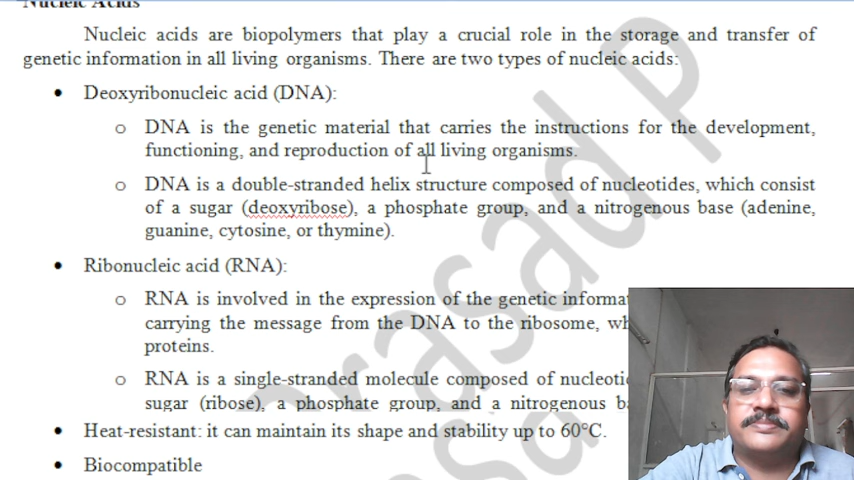 Nucleic Acids
Nucleic acids are biopolymers that play a crucial role in the storage and transfer of
genetic information in all living organisms. There are two types of nucleic acids:
• Deoxyribonucleic acid (DNA):
o DNA is the genetic material that carries the instructions for the development,
functioning, and reproduction of all living organisms.
o DNA is a double-stranded helix structure composed of nucleotides, which consist
of a sugar (deoxyribose), a phosphate group, and a nitrogenous base (adenine,
guanine, cytosine, or thymine).
• Ribonucleic acid (RNA):
o RNA is involved in the expression of the genetic
carrying the message from the DNA to the ribosome,
proteins.
o RNA is a single-stranded molecule composed of
sugar (ribose), a phosphate group, and a nitrogenous
• Heat-resistant: it can maintain its shape and stability up to 60°C.
• Biocompatible
Prasad P